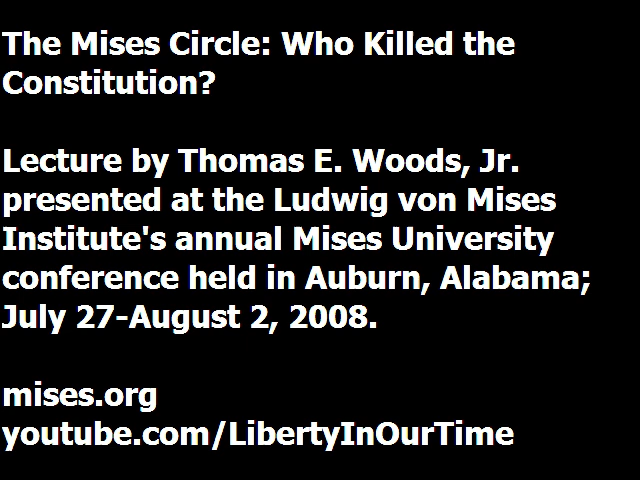 The Mises Circle: Who Killed the
Constitution?
Lecture by Thomas E. Woods, Jr.
presented at the Ludwig von Mises
Institute's annual Mises University
conference held in Auburn, Alabama;
July 27-August 2, 2008.
mises.org
youtube.com/LibertyInOurTime